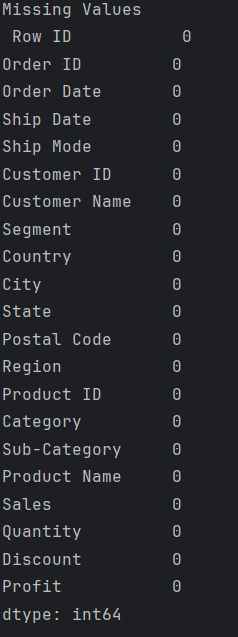 Missing Values
 Row ID           0
Order ID         0
Order Date       0
Ship Date        0
Ship Mode        0
Customer ID      0
Customer Name    0
Segment          0
Country          0
City             0
State            0
Postal Code      0
Region           0
Product ID       0
Category         0
Sub-Category     0
Product Name     0
Sales            0
Quantity         0
Discount         0
Profit           0
dtype: int64